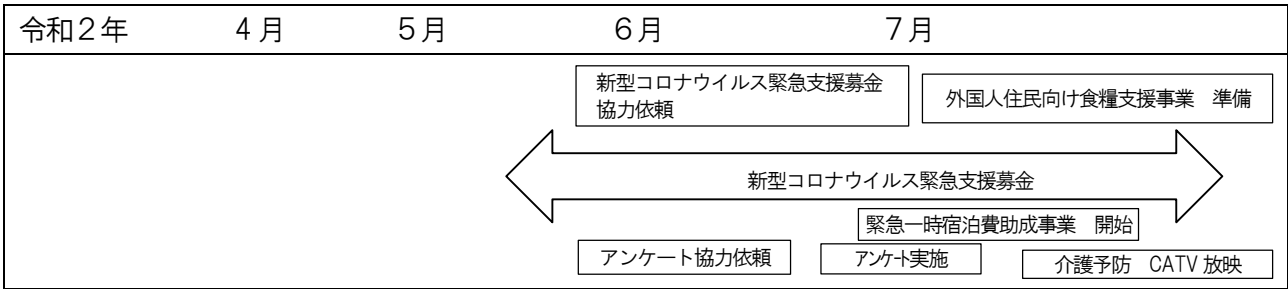 令和２年　４月　５月　６月　７月
新型コロナウイルス緊急支援募金
協力依頼
外国人住民向け食糧支援事業　準備
新型コロナウイルス緊急支援募金
緊急一時宿泊費助成事業　開始
アンケート協力依頼
アンケート実施
介護予防　CATV 放映